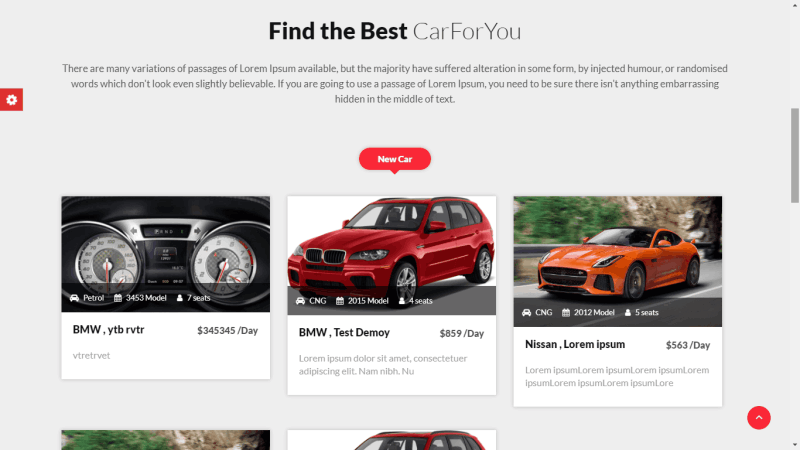 Find the Best CarForYou
There are many variations of passages of Lorem Ipsum available, but the majority have suffered alteration in some form, by injected humour, or randomised
words which don't look even slightly believable. If you are going to use a passage of Lorem Ipsum, you need to be sure there isn't anything embarrassing
hidden in the middle of text.
New Car
Petrol 3453 Model 7 seats
BMW , ytb rvtr $345345 /Day
vtretrvet
CNG 2015 Model 4 seats
BMW , Test Demoy $859 /Day
Lorem ipsum dolor sit amet, consectetuer
adipiscing elit. Nam nibh. Nu
CNG 2012 Model 5 seats
Nissan , Lorem ipsum $563 /Day
Lorem ipsumLorem ipsumLorem ipsumLorem
ipsumLorem ipsumLorem ipsumLore